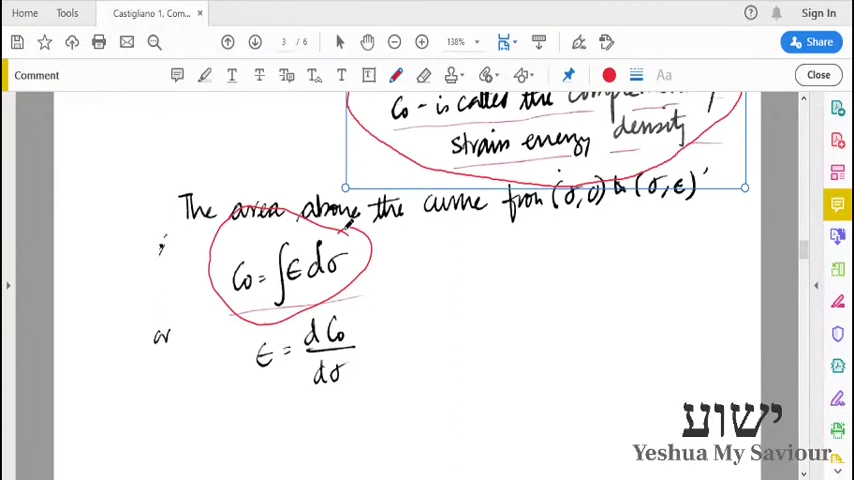 Home Tools Castigliano 1, Com... × Sign In
3 / 6 138% Share
Comment Aa Close
C₀ - is called the complementary
strain energy density
The area above the curve from (0,0) to (σ,ϵ)
C₀ = ∫ϵ dσ
or
ϵ = dC₀/dσ
ישוע
Yeshua My Saviour